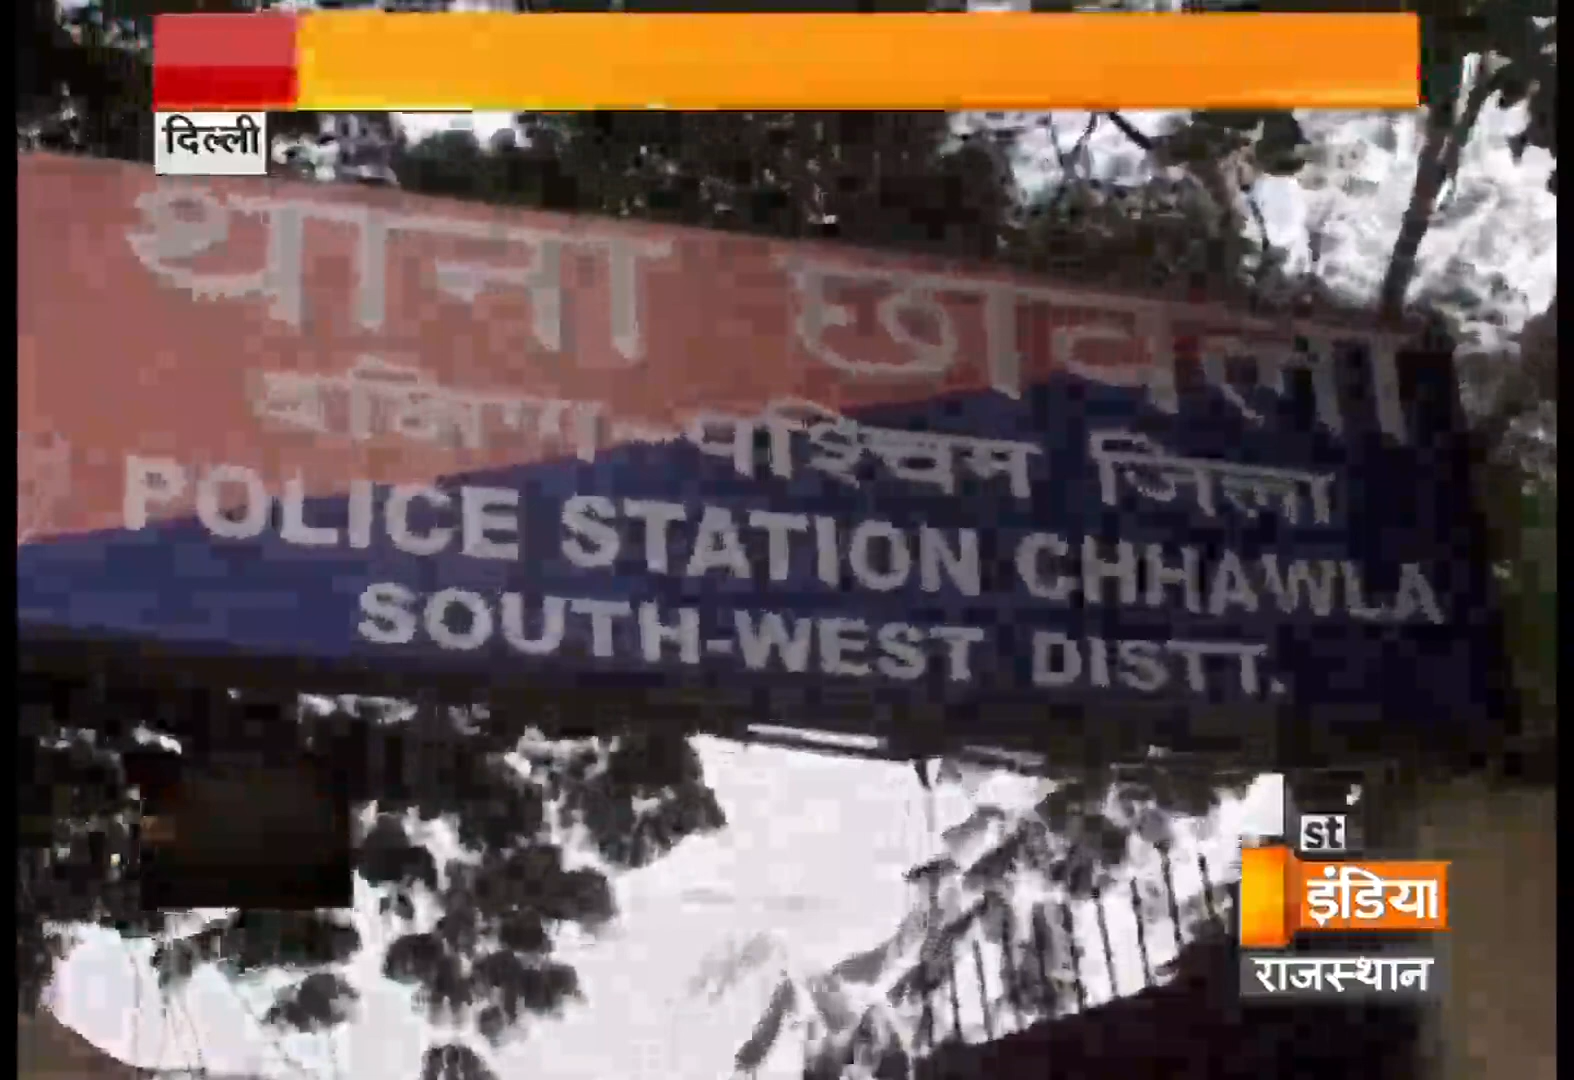 दिल्ली
थाना छावला
दक्षिण पश्चिम जिला
POLICE STATION CHHAWLA
SOUTH-WEST DISTT.
st
इंडिया
राजस्थान